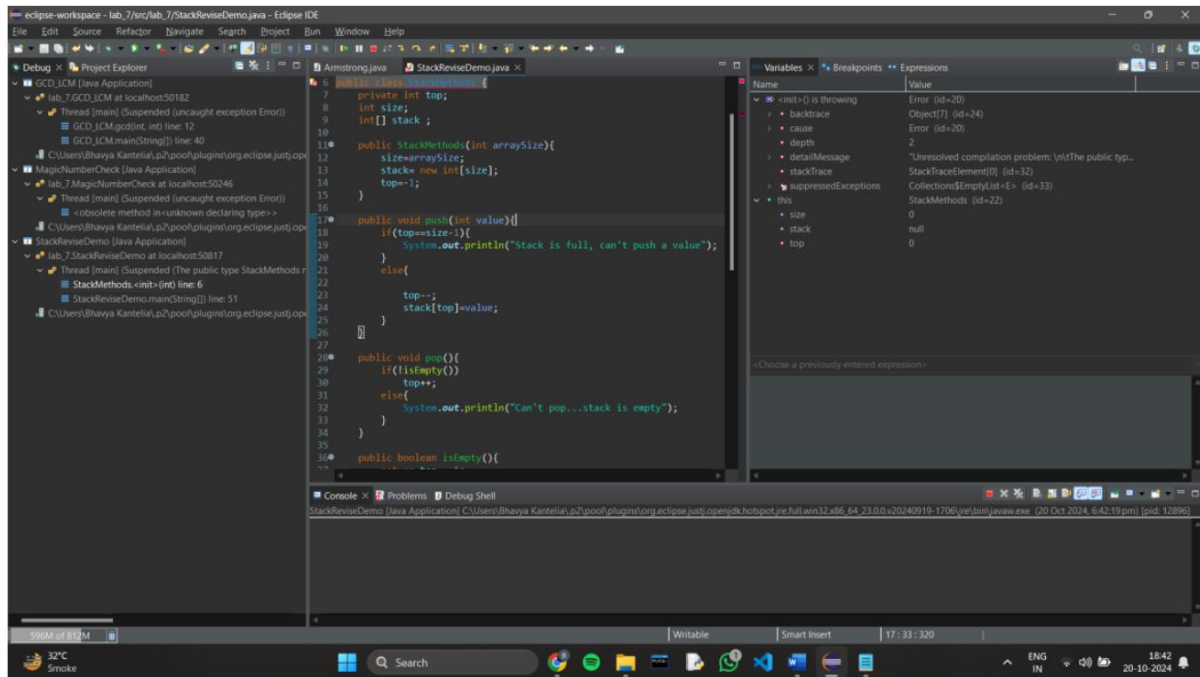 eclipse-workspace - lab_7/src/lab_7/StackReviseDemo.java - Eclipse IDE
File Edit Source Refactor Navigate Search Project Run Window Help
Debug Project Explorer
GCD_LCM [Java Application]
lab_7.GCD_LCM at localhost:50182
Thread [main] (Suspended (uncaught exception Error))
GCD_LCM.gcd(int, int) line: 12
GCD_LCM.main(String[]) line: 40
C:\Users\Bhavya Kantelia\.p2\pool\plugins\org.eclipse.justj.ope
MagicNumberCheck [Java Application]
lab_7.MagicNumberCheck at localhost:50246
Thread [main] (Suspended (uncaught exception Error))
<obsolete method in<unknown declaring type>>
StackReviseDemo [Java Application]
lab_7.StackReviseDemo at localhost:50817
Thread [main] (Suspended (The public type StackMethods
StackMethods.<init>(int) line: 6
StackReviseDemo.main(String[]) line: 51
C:\Users\Bhavya Kantelia\.p2\pool\plugins\org.eclipse.justj.ope
Armstrong.java StackReviseDemo.java
6 public class StackMethods {
7 private int top;
8 int size;
9 int[] stack ;
10
11 public StackMethods(int arraySize){
12 size=arraySize;
13 stack= new int[size];
14 top=-1;
15 }
16
17 public void push(int value){
18 if(top==size-1){
19 System.out.println("Stack is full, can't push a value");
20 }
21 else{
22
23 top--;
24 stack[top]=value;
25 }
26 }
27
28 public void pop(){
29 if(!isEmpty())
30 top++;
31 else{
32 System.out.println("Can't pop...stack is empty");
33 }
34 }
35
36 public boolean isEmpty(){
Variables Breakpoints Expressions
Name Value
<init>() is throwing Error (id=20)
backtrace Object[7] (id=24)
cause Error (id=20)
depth 2
detailMessage "Unresolved compilation problem: \n\tThe public typ...
stackTrace StackTraceElement[0] (id=32)
suppressedExceptions Collections$EmptyList<E> (id=33)
this StackMethods (id=22)
size 0
stack null
top 0
<Choose a previously entered expression>
Console Problems Debug Shell
StackReviseDemo [Java Application] C:\Users\Bhavya Kantelia\.p2\pool\plugins\org.eclipse.justj.openjdk.hotspot.jre.full.win32.x86_64_23.0.0.v20240919-1706\jre\bin\javaw.exe (20 Oct 2024, 6:42:19 pm) [pid: 12896]
596M of 812M Writable Smart Insert 17 : 33 : 320
32°C
Smoke
Search
1
ENG
IN
18:42
20-10-2024